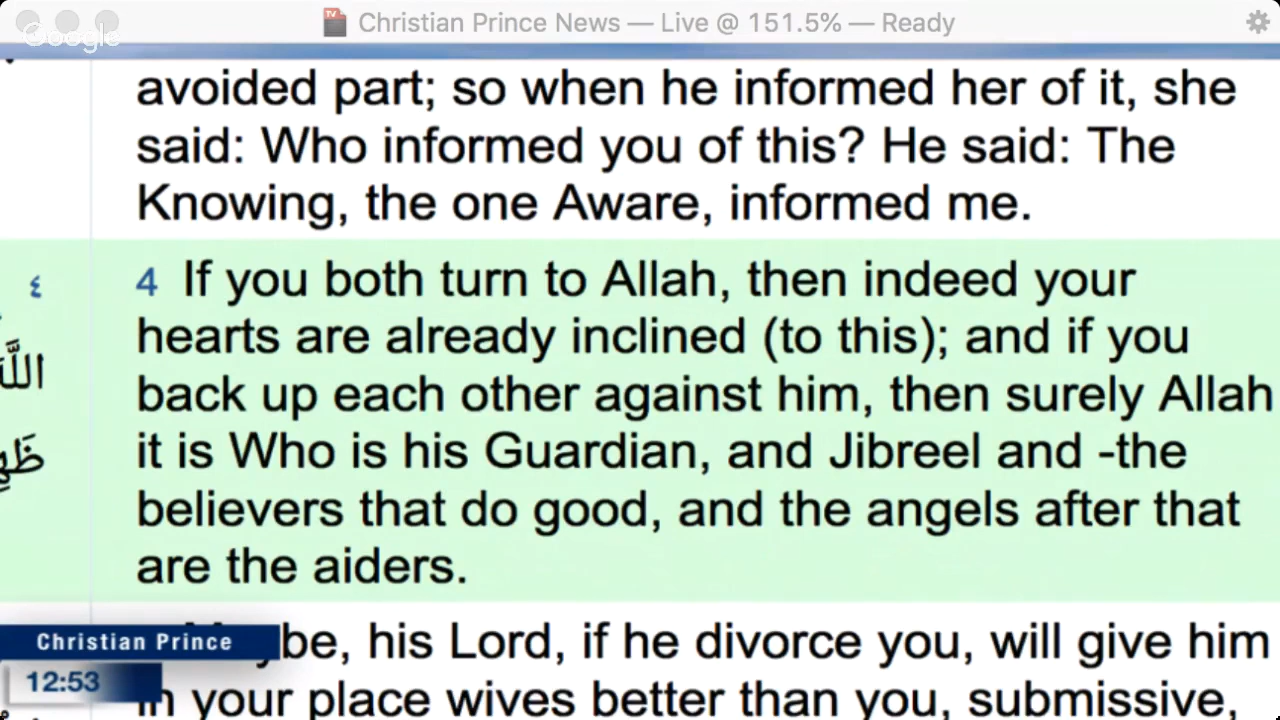 Christian Prince News — Live @ 151.5% — Ready
Google
avoided part; so when he informed her of it, she
said: Who informed you of this? He said: The
Knowing, the one Aware, informed me.
٤ 4 If you both turn to Allah, then indeed your
hearts are already inclined (to this); and if you
back up each other against him, then surely Allah
it is Who is his Guardian, and Jibreel and -the
believers that do good, and the angels after that
are the aiders.
be, his Lord, if he divorce you, will give him
in your place wives better than you, submissive,
اللَّهَ
Christian Prince
12:53